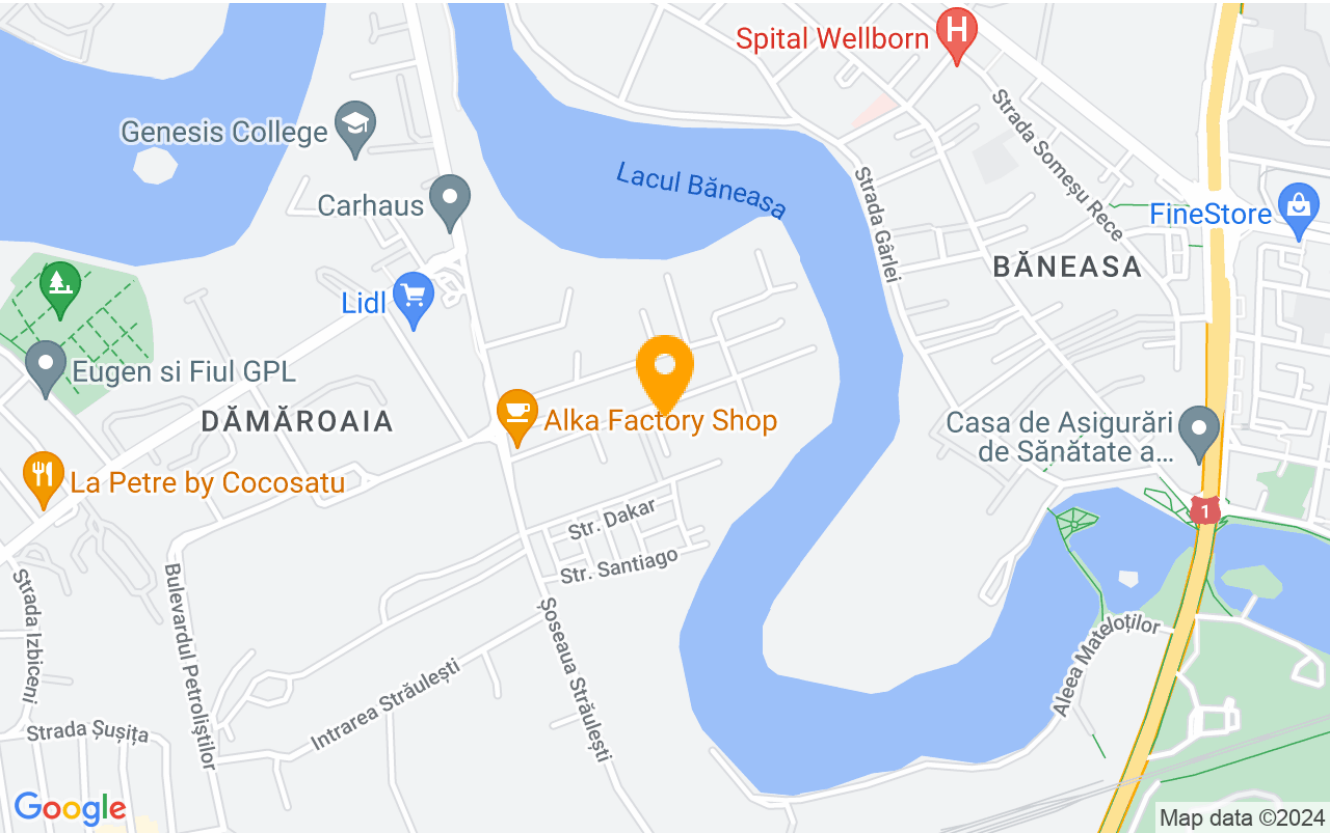 Spital Wellborn
H
Genesis College
Strada Someșu Rece
Lacul Băneasa
Carhaus
Strada Gârlei
FineStore
BĂNEASA
Lidl
Eugen si Fiul GPL
DĂMĂROAIA
Alka Factory Shop
Casa de Asigurări
de Sănătate a...
La Petre by Cocosatu
1
Str. Dakar
Str. Santiago
Strada Izbiceni
Bulevardul Petroliștilor
Șoseaua Străulești
Aleea Mateloților
Intrarea Străulești
Strada Șușița
Google
Map data ©2024